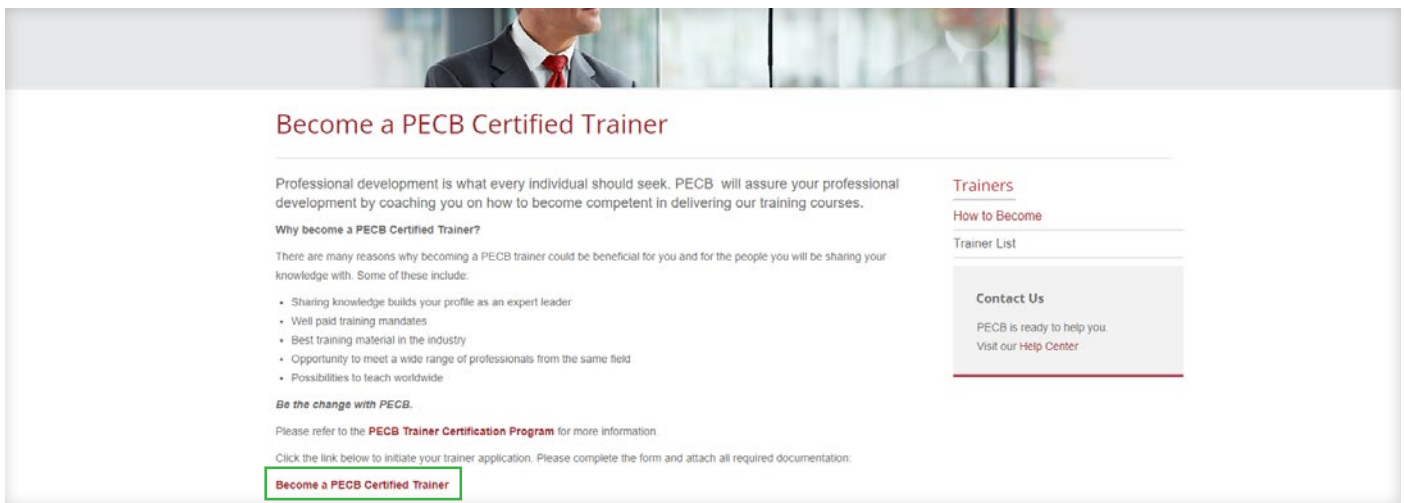 Become a PECB Certified Trainer
Professional development is what every individual should seek. PECB will assure your professional
development by coaching you on how to become competent in delivering our training courses.
Why become a PECB Certified Trainer?
There are many reasons why becoming a PECB trainer could be beneficial for you and for the people you will be sharing your
knowledge with. Some of these include:
• Sharing knowledge builds your profile as an expert leader
• Well paid training mandates
• Best training material in the industry
• Opportunity to meet a wide range of professionals from the same field
• Possibilities to teach worldwide
Be the change with PECB.
Please refer to the PECB Trainer Certification Program for more information.
Click the link below to initiate your trainer application. Please complete the form and attach all required documentation:
Become a PECB Certified Trainer
Trainers
How to Become
Trainer List
Contact Us
PECB is ready to help you.
Visit our Help Center